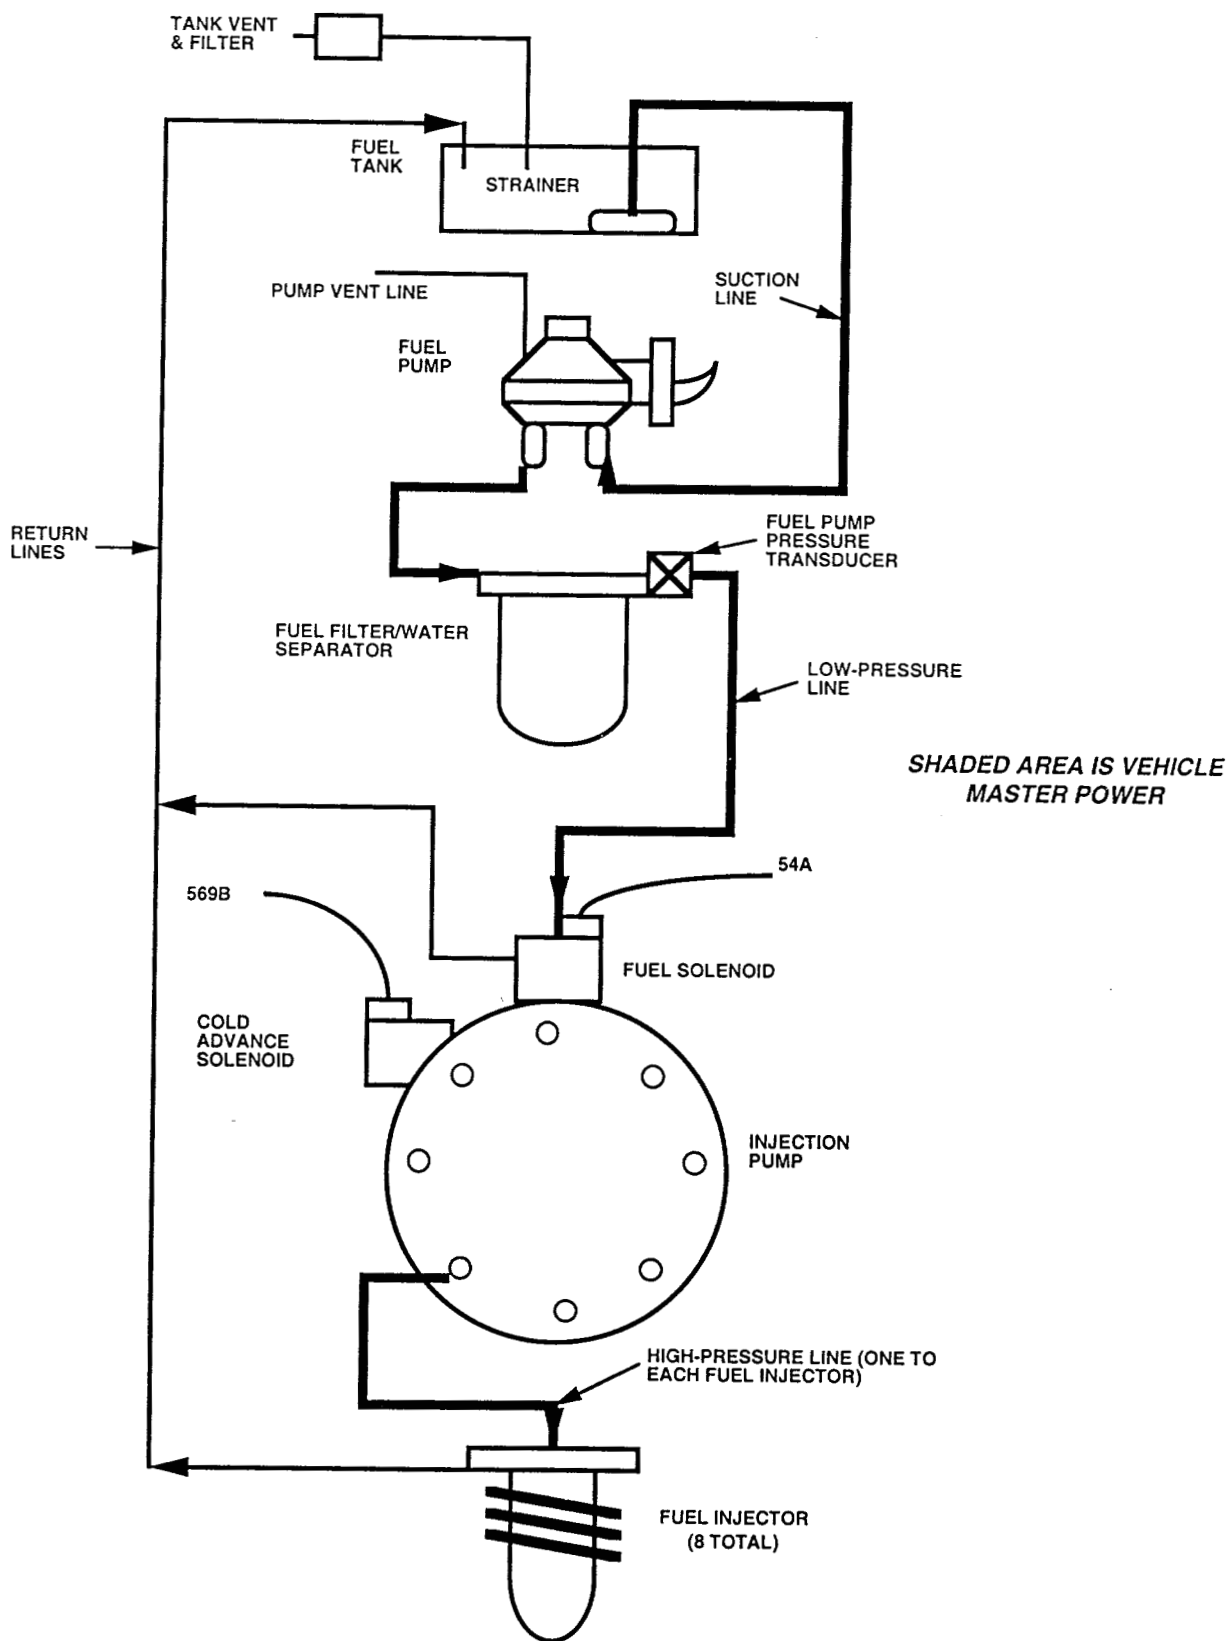 TANK VENT
& FILTER
FUEL
TANK
STRAINER
PUMP VENT LINE
SUCTION
LINE
FUEL
PUMP
RETURN
LINES
FUEL PUMP
PRESSURE
TRANSDUCER
FUEL FILTER/WATER
SEPARATOR
LOW-PRESSURE
LINE
SHADED AREA IS VEHICLE
MASTER POWER
54A
569B
FUEL SOLENOID
COLD
ADVANCE
SOLENOID
INJECTION
PUMP
HIGH-PRESSURE LINE (ONE TO
EACH FUEL INJECTOR)
FUEL INJECTOR
(8 TOTAL)